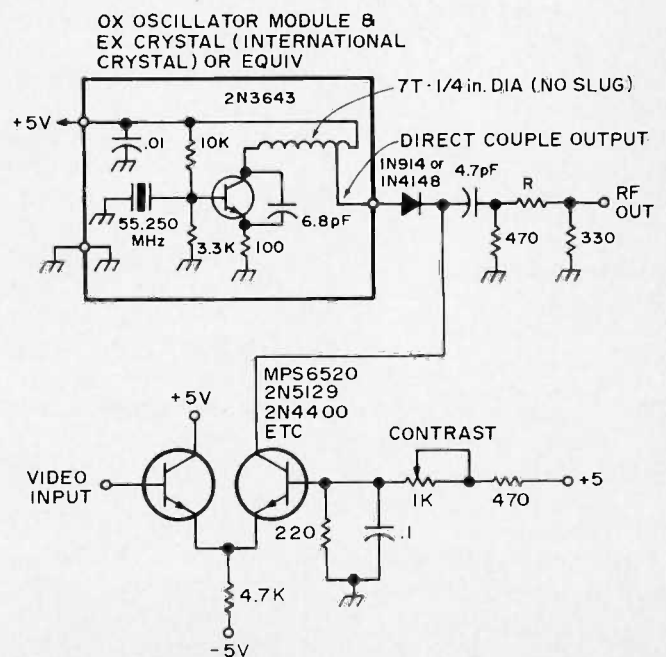 OX OSCILLATOR MODULE &
EX CRYSTAL (INTERNATIONAL
CRYSTAL) OR EQUIV
2N3643
7T · 1/4 in. DIA (NO SLUG)
+5V
.01
10K
DIRECT COUPLE OUTPUT
1N914 or
1N4148
4.7pF
R
RF
OUT
55.250
MHz
6.8pF
3.3K
100
470
330
MPS6520
2N5129
2N4400
ETC
+5V
CONTRAST
VIDEO
INPUT
+5
1K
470
220
.1
4.7K
-5V